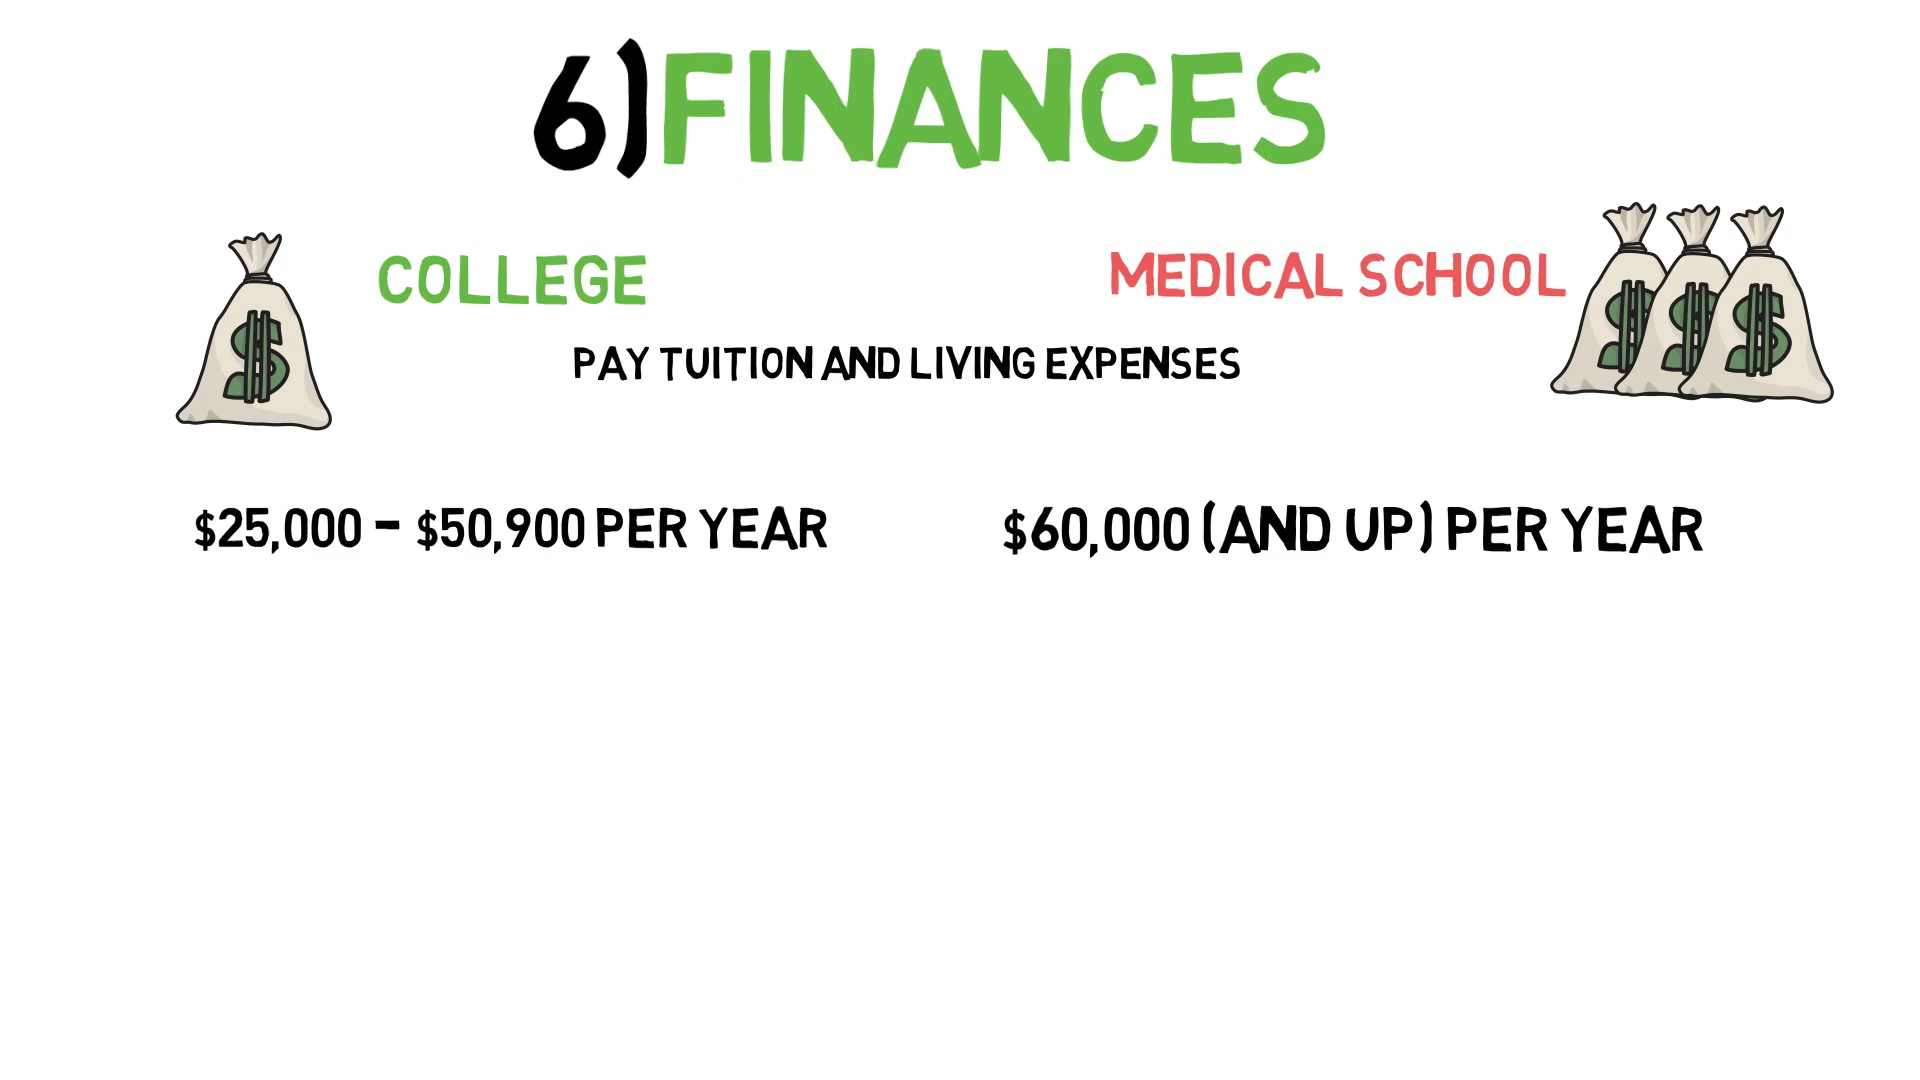 6)FINANCES
COLLEGE
MEDICAL SCHOOL
PAY TUITION AND LIVING EXPENSES
$25,000 - $50,900 PER YEAR
$60,000 (AND UP) PER YEAR